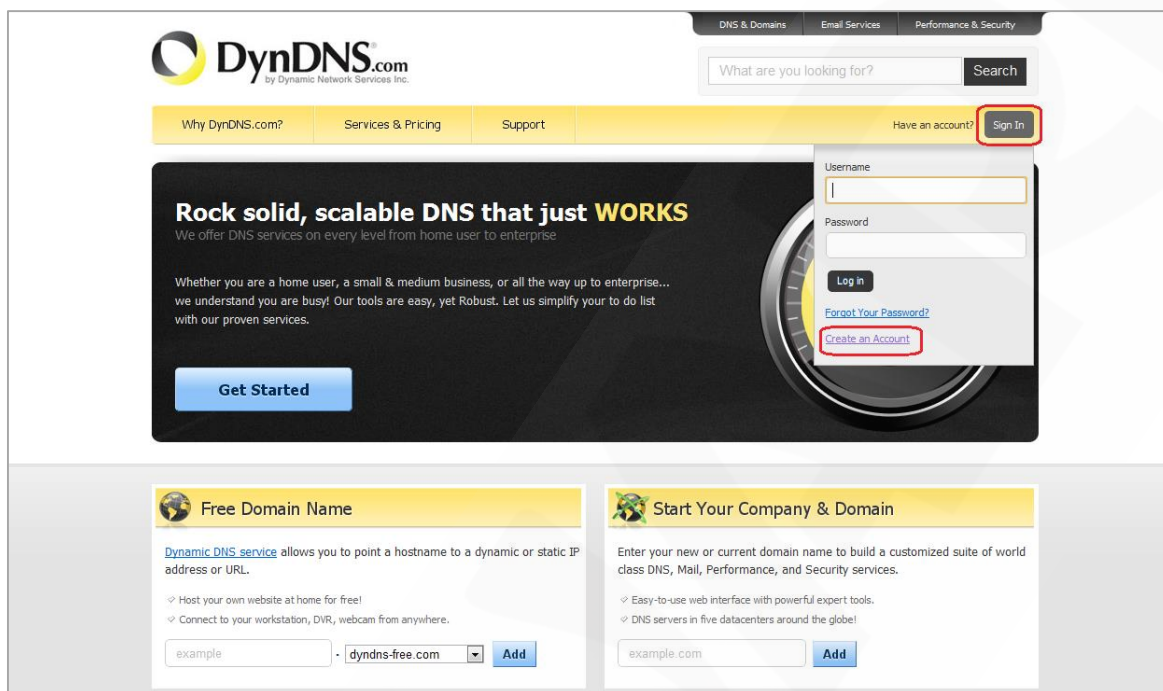 DNS & Domains
Email Services
Performance & Security
DynDNS.com
by Dynamic Network Services Inc.
What are you looking for?
Search
Why DynDNS.com?
Services & Pricing
Support
Have an account?
Sign In
Username
Password
Log in
Forgot Your Password?
Create an Account
Rock solid, scalable DNS that just WORKS
We offer DNS services on every level from home user to enterprise
Whether you are a home user, a small & medium business, or all the way up to enterprise...
we understand you are busy! Our tools are easy, yet Robust. Let us simplify your to do list
with our proven services.
Get Started
Free Domain Name
Dynamic DNS service allows you to point a hostname to a dynamic or static IP
address or URL.
Host your own website at home for free!
Connect to your workstation, DVR, webcam from anywhere.
example
dyndns-free.com
Add
Start Your Company & Domain
Enter your new or current domain name to build a customized suite of world
class DNS, Mail, Performance, and Security services.
Easy-to-use web interface with powerful expert tools.
DNS servers in five datacenters around the globe!
example.com
Add